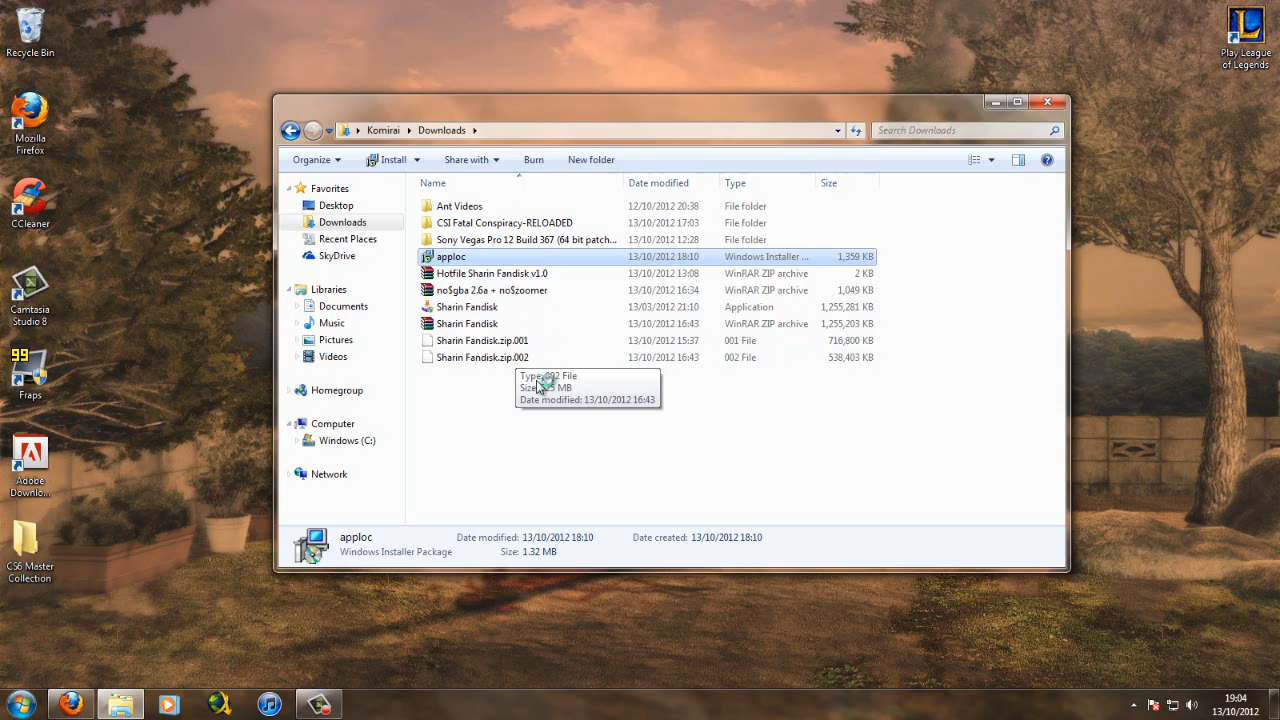 Recycle Bin
Mozilla
Firefox
CCleaner
Camtasia
Studio 8
99
Fraps
Adobe
Downlo...
CS6 Master
Collection
Play League
of Legends
Komirai
Downloads
Search Downloads
Organize
Install
Share with
Burn
New folder
Favorites
Desktop
Downloads
Recent Places
SkyDrive
Libraries
Documents
Music
Pictures
Videos
Homegroup
Computer
Windows (C:)
Network
Name Date modified Type Size
Ant Videos 12/10/2012 20:38 File folder
CSI Fatal Conspiracy-RELOADED 13/10/2012 17:03 File folder
Sony Vegas Pro 12 Build 367 (64 bit patch... 13/10/2012 12:28 File folder
apploc 13/10/2012 18:10 Windows Installer ... 1,359 KB
Hotfile Sharin Fandisk v1.0 13/10/2012 13:08 WinRAR ZIP archive 2 KB
no$gba 2.6a + no$zoomer 13/10/2012 16:34 WinRAR ZIP archive 1,049 KB
Sharin Fandisk 13/03/2012 21:10 Application 1,255,281 KB
Sharin Fandisk 13/10/2012 16:43 WinRAR ZIP archive 1,255,203 KB
Sharin Fandisk.zip.001 13/10/2012 15:37 001 File 716,800 KB
Sharin Fandisk.zip.002 13/10/2012 16:43 002 File 538,403 KB
Type: 002 File
Size: MB
Date modified: 13/10/2012 16:43
apploc Date modified: 13/10/2012 18:10 Date created: 13/10/2012 18:10
Windows Installer Package Size: 1.32 MB
19:04
13/10/2012